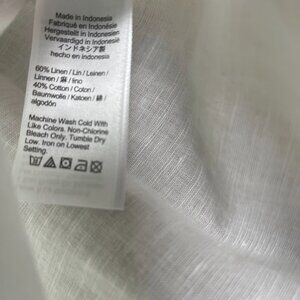 Made in Indonesia
Fabriqué en Indonésie
Hergestellt in Indonesien
Vervaardigd in Indonesië
インドネシア製
hecho en indonesia
60% Linen / Lin / Leinen /
Linnen / 麻 / lino
40% Cotton / Coton /
Baumwolle / Katoen / 綿 /
algodón
Machine Wash Cold With
Like Colors. Non-Chlorine
Bleach Only. Tumble Dry
Low. Iron on Lowest
Setting.